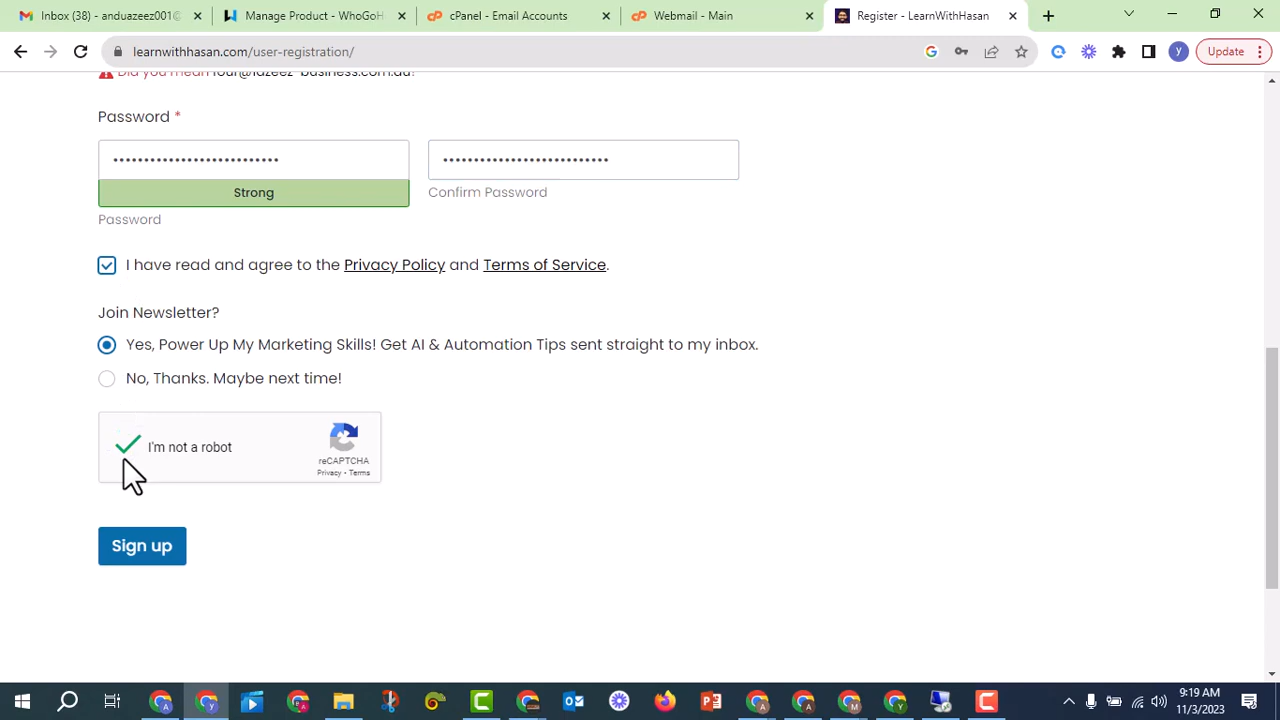 Inbox (38) - anduazeez001@
Manage Product - WhoGoH
cPanel - Email Accounts
Webmail - Main
Register - LearnWithHasan
learnwithhasan.com/user-registration/
Update
Did you mean
Password *
•••••••••••••••••••••••••••
•••••••••••••••••••••••••••
Strong
Confirm Password
Password
I have read and agree to the Privacy Policy and Terms of Service.
Join Newsletter?
Yes, Power Up My Marketing Skills! Get AI & Automation Tips sent straight to my inbox.
No, Thanks. Maybe next time!
I'm not a robot
reCAPTCHA
Privacy - Terms
Sign up
9:19 AM
11/3/2023